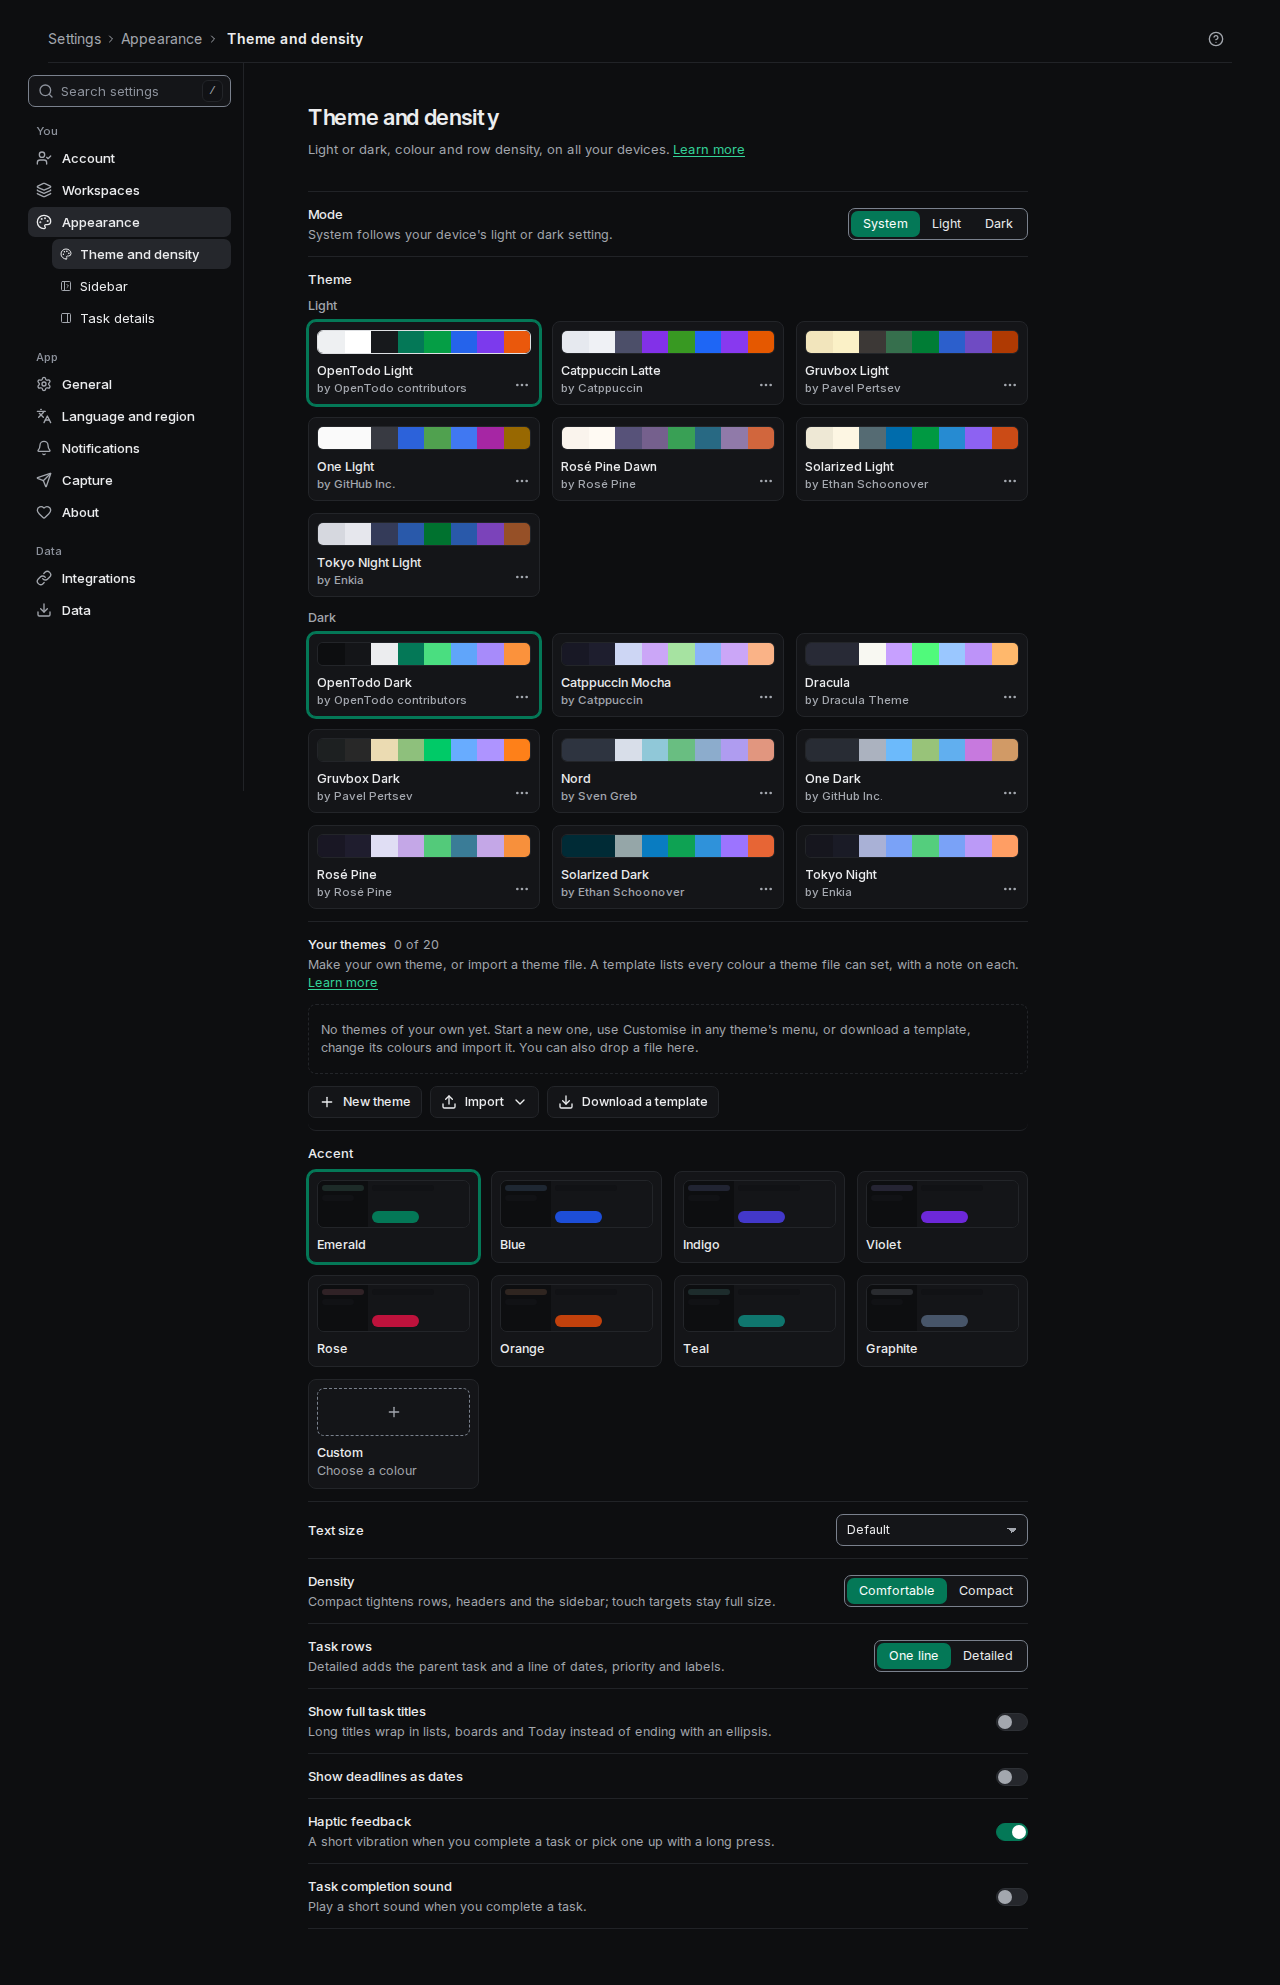 Settings > Appearance > Theme and density
Search settings /
You
Account
Workspaces
Appearance
Theme and density
Sidebar
Task details
App
General
Language and region
Notifications
Capture
About
Data
Integrations
Data
Theme and density
Light or dark, colour and row density, on all your devices. Learn more
Mode
System follows your device's light or dark setting.
System Light Dark
Theme
Light
OpenTodo Light
by OpenTodo contributors
Catppuccin Latte
by Catppuccin
Gruvbox Light
by Pavel Pertsev
One Light
by GitHub Inc.
Rosé Pine Dawn
by Rosé Pine
Solarized Light
by Ethan Schoonover
Tokyo Night Light
by Enkia
Dark
OpenTodo Dark
by OpenTodo contributors
Catppuccin Mocha
by Catppuccin
Dracula
by Dracula Theme
Gruvbox Dark
by Pavel Pertsev
Nord
by Sven Greb
One Dark
by GitHub Inc.
Rosé Pine
by Rosé Pine
Solarized Dark
by Ethan Schoonover
Tokyo Night
by Enkia
Your themes 0 of 20
Make your own theme, or import a theme file. A template lists every colour a theme file can set, with a note on each.
Learn more
No themes of your own yet. Start a new one, use Customise in any theme's menu, or download a template,
change its colours and import it. You can also drop a file here.
New theme
Import
Download a template
Accent
Emerald
Blue
Indigo
Violet
Rose
Orange
Teal
Graphite
Custom
Choose a colour
Text size
Default
Density
Compact tightens rows, headers and the sidebar; touch targets stay full size.
Comfortable Compact
Task rows
Detailed adds the parent task and a line of dates, priority and labels.
One line Detailed
Show full task titles
Long titles wrap in lists, boards and Today instead of ending with an ellipsis.
Show deadlines as dates
Haptic feedback
A short vibration when you complete a task or pick one up with a long press.
Task completion sound
Play a short sound when you complete a task.